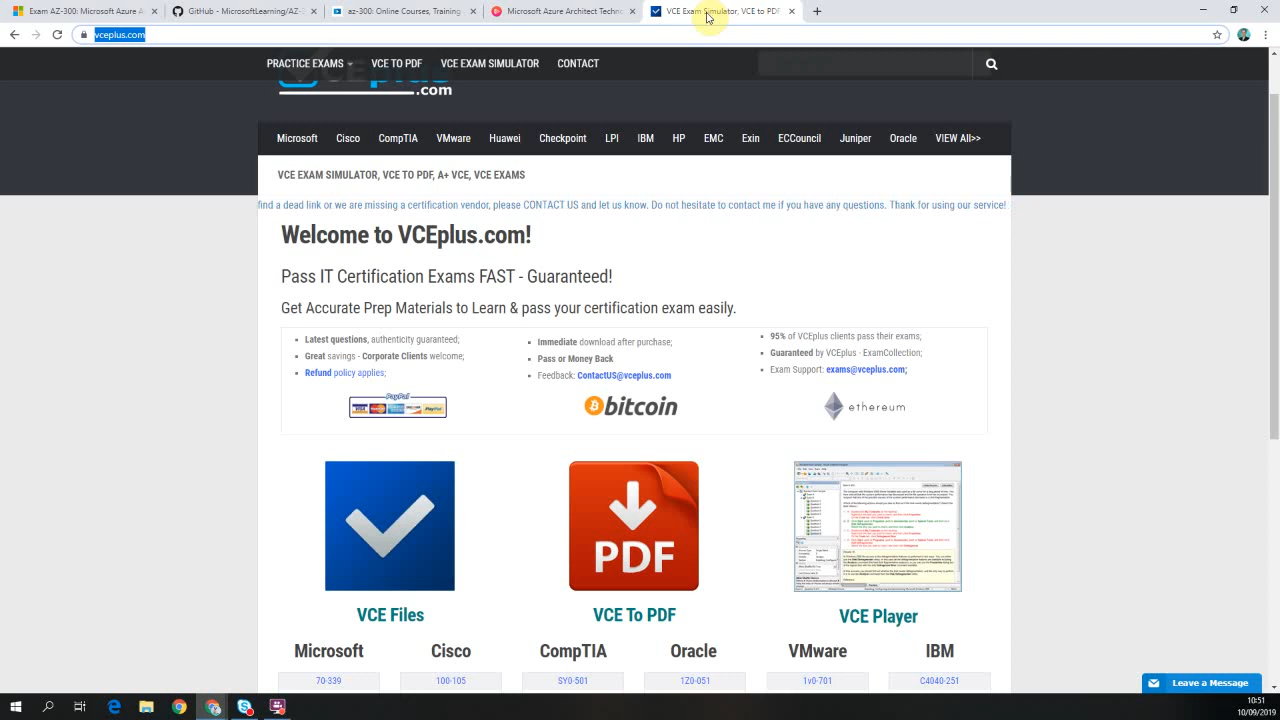 Exam AZ-300: Microsoft Azure A
GitHub - MicrosoftLearning/AZ-3
az-300: Online Courses, Training
Microsoft Azure Architect Techno
VCE Exam Simulator, VCE to PDF
vceplus.com
PRACTICE EXAMS
VCE TO PDF
VCE EXAM SIMULATOR
CONTACT
.com
Microsoft
Cisco
CompTIA
VMware
Huawei
Checkpoint
LPI
IBM
HP
EMC
Exin
ECCouncil
Juniper
Oracle
VIEW All>>
VCE EXAM SIMULATOR, VCE TO PDF, A+ VCE, VCE EXAMS
find a dead link or we are missing a certification vendor, please CONTACT US and let us know. Do not hesitate to contact me if you have any questions. Thank for using our service!
Welcome to VCEplus.com!
Pass IT Certification Exams FAST - Guaranteed!
Get Accurate Prep Materials to Learn & pass your certification exam easily.
Latest questions, authenticity guaranteed;
Great savings - Corporate Clients welcome;
Refund policy applies;
PayPal
Immediate download after purchase;
Pass or Money Back
Feedback: ContactUS@vceplus.com
bitcoin
95% of VCEplus clients pass their exams;
Guaranteed by VCEplus - ExamCollection;
Exam Support: exams@vceplus.com;
ethereum
PDF
VCE Files
VCE To PDF
VCE Player
Microsoft
Cisco
CompTIA
Oracle
VMware
IBM
70-339
100-105
SY0-501
1Z0-051
1v0-701
C4040-251
Leave a Message
10:51
10/09/2019